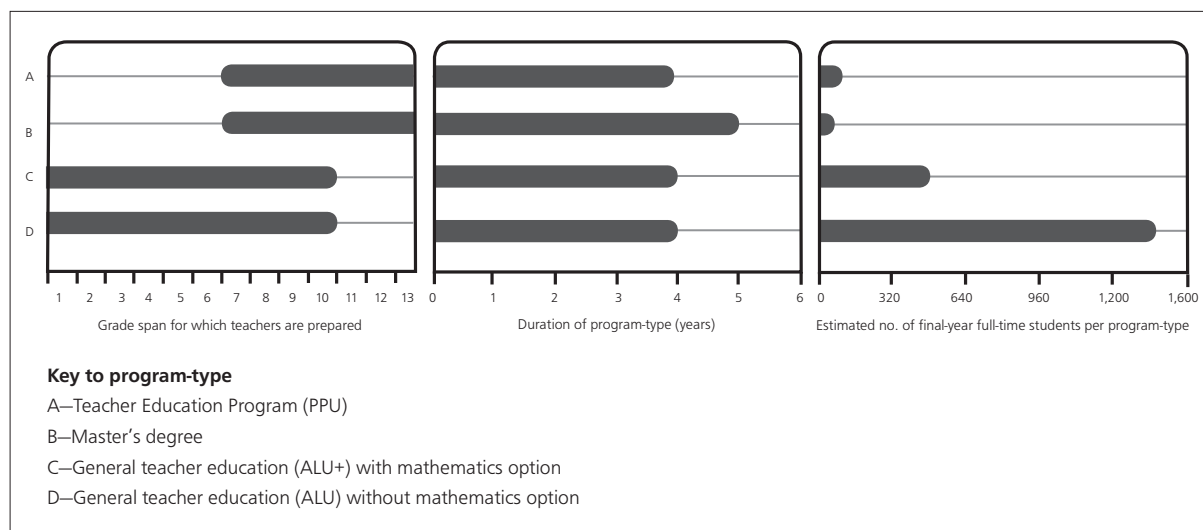 A
B
C
D
1 2 3 4 5 6 7 8 9 10 11 12 13
Grade span for which teachers are prepared
0 1 2 3 4 5 6
Duration of program-type (years)
0 320 640 960 1,200 1,600
Estimated no. of final-year full-time students per program-type
Key to program-type
A—Teacher Education Program (PPU)
B—Master's degree
C—General teacher education (ALU+) with mathematics option
D—General teacher education (ALU) without mathematics option